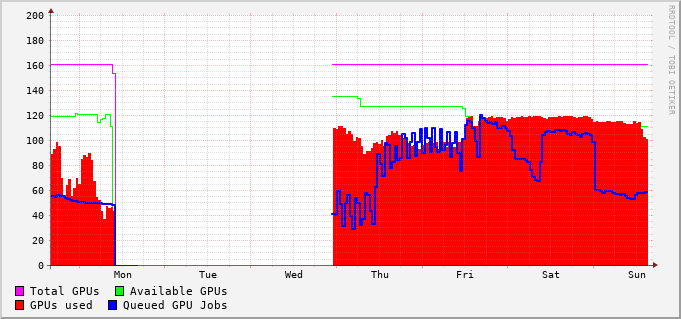 200
180
160
140
120
100
80
60
40
20
0
Mon Tue Wed Thu Fri Sat Sun
Total GPUs Available GPUs
GPUs used Queued GPU Jobs
RRDTOOL / TOBI OETIKER